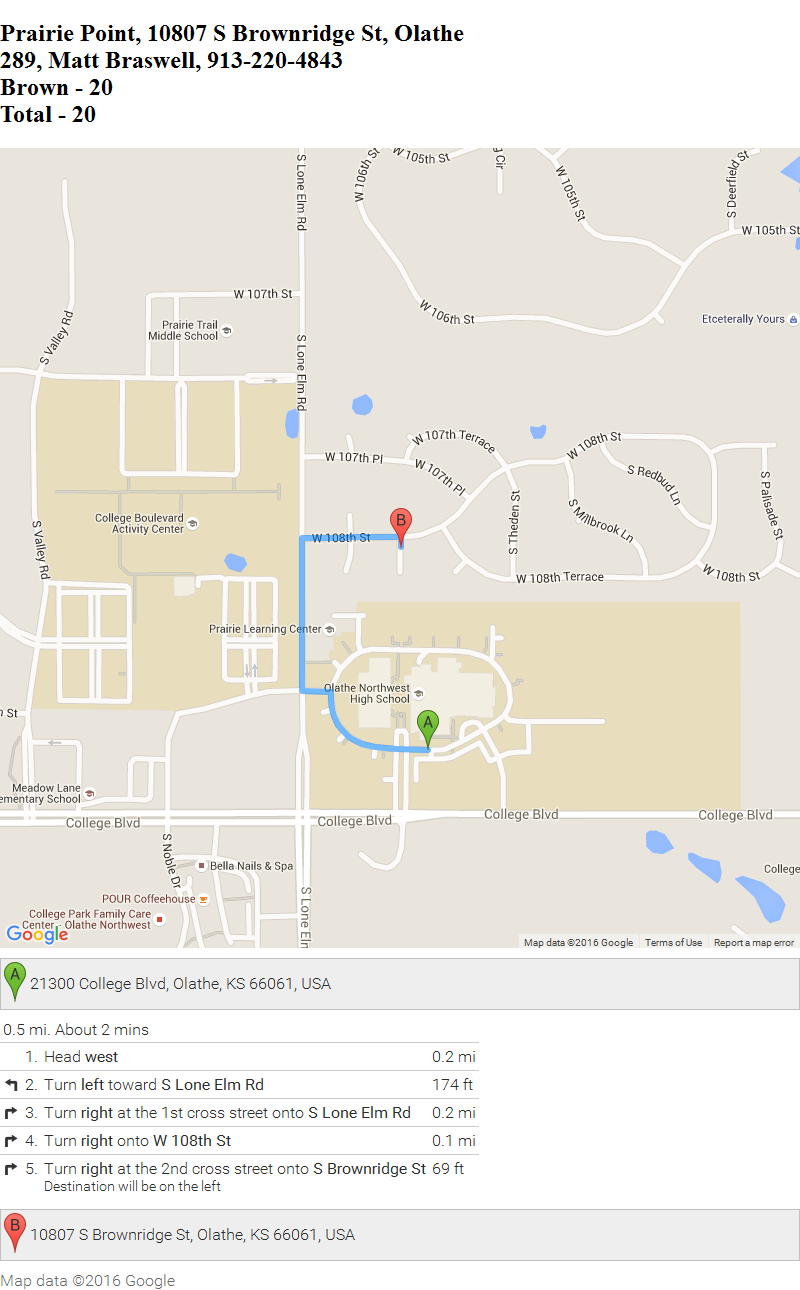 Prairie Point, 10807 S Brownridge St, Olathe
289, Matt Braswell, 913-220-4843
Brown - 20
Total - 20
W 105th St
g Cir
W 106th St
S Lone Elm Rd
W 105th St
S Deerfield St
W 105th St
W 107th St
W 106th St
Etceterally Yours
Prairie Trail
Middle School
S Valley Rd
S Lone Elm Rd
W 107th Terrace
W 108th St
W 107th Pl
W 107th Pl
S Redbud Ln
S Palisade St
S Theden St
S Millbrook Ln
College Boulevard
Activity Center
B
W 108th St
S Valley Rd
W 108th Terrace
W 108th St
Prairie Learning Center
Olathe Northwest
High School
h St
A
Meadow Lane
ementary School
College Blvd
College Blvd
College Blvd
College Blvd
S Noble Dr
Bella Nails & Spa
College
POUR Coffeehouse
S Lone Eln
College Park Family Care
Center - Olathe Northwest
Google
Map data ©2016 Google
Terms of Use
Report a map error
A
21300 College Blvd, Olathe, KS 66061, USA
0.5 mi. About 2 mins
1. Head west 0.2 mi
2. Turn left toward S Lone Elm Rd 174 ft
3. Turn right at the 1st cross street onto S Lone Elm Rd 0.2 mi
4. Turn right onto W 108th St 0.1 mi
5. Turn right at the 2nd cross street onto S Brownridge St 69 ft
Destination will be on the left
B
10807 S Brownridge St, Olathe, KS 66061, USA
Map data ©2016 Google